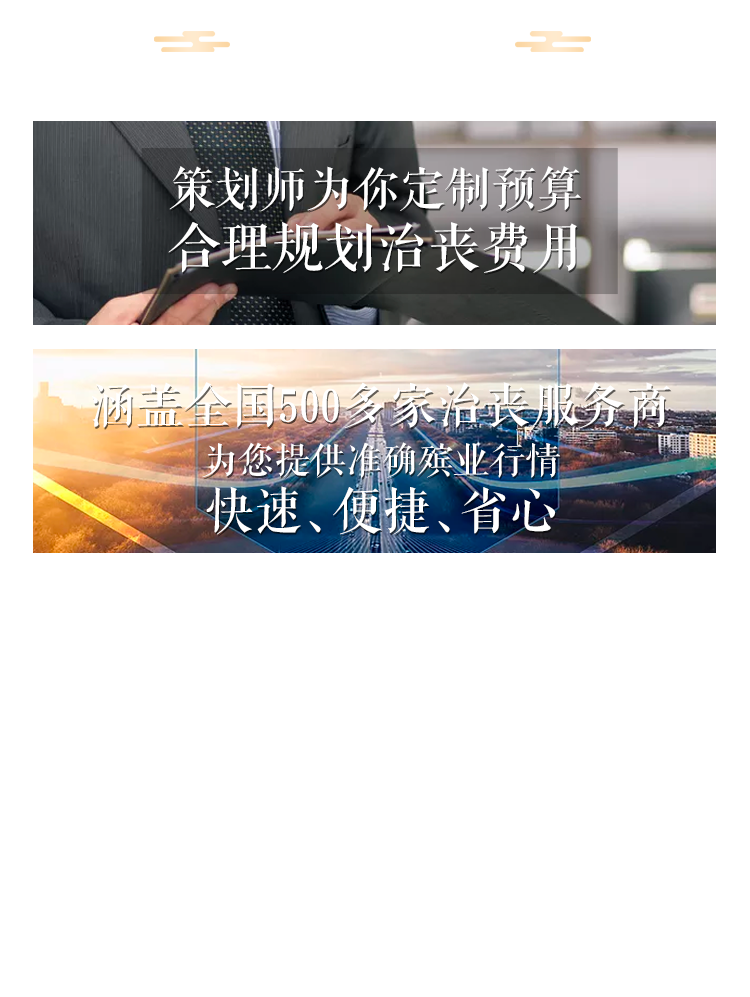 策划师为你定制预算
合理规划治丧费用
涵盖全国500多家治丧服务商
为您提供准确殡业行情
快速、便捷、省心